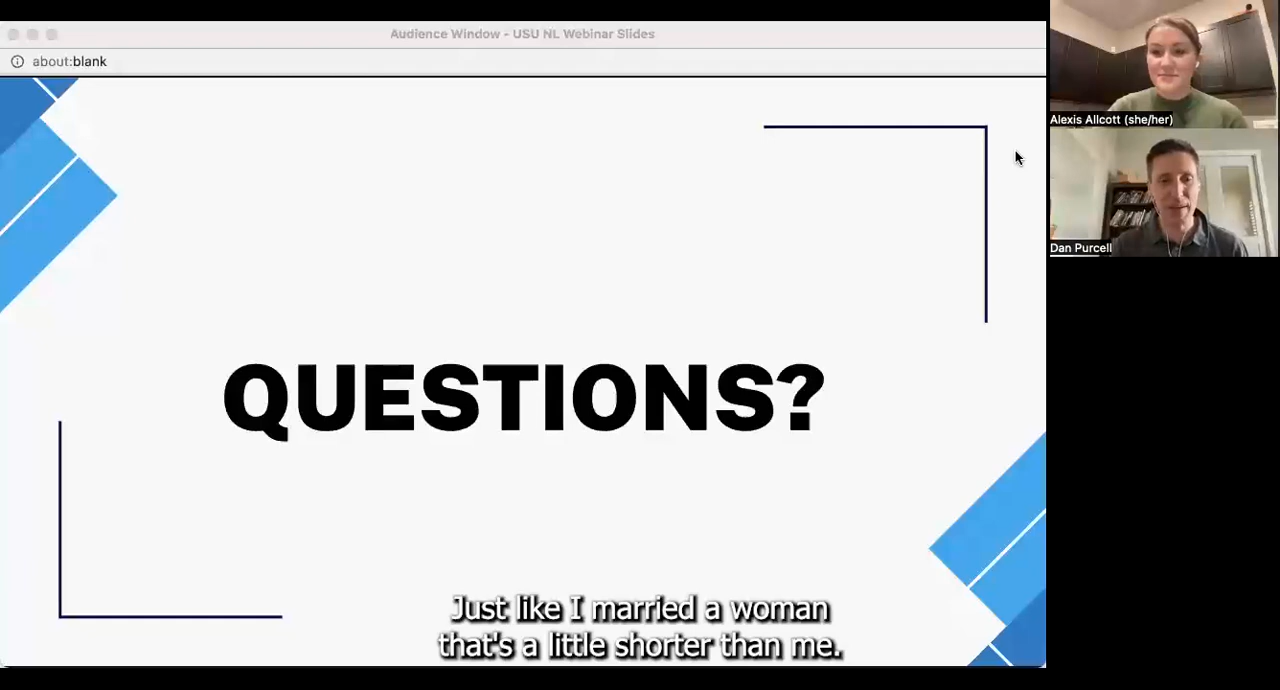 Audience Window - USU NL Webinar Slides
about:blank
Alexis Allcott (she/her)
Dan Purcell
QUESTIONS?
Just like I married a woman
that's a little shorter than me.